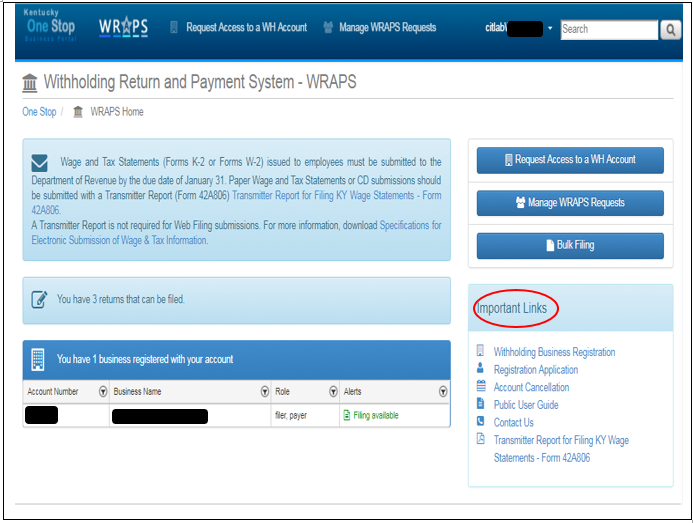 Kentucky
One Stop
Business Portal
WRAPS
Request Access to a WH Account
Manage WRAPS Requests
citlab\
Search
Withholding Return and Payment System - WRAPS
One Stop / WRAPS Home
Wage and Tax Statements (Forms K-2 or Forms W-2) issued to employees must be submitted to the
Department of Revenue by the due date of January 31. Paper Wage and Tax Statements or CD submissions should
be submitted with a Transmitter Report (Form 42A806) Transmitter Report for Filing KY Wage Statements - Form
42A806.
A Transmitter Report is not required for Web Filing submissions. For more information, download Specifications for
Electronic Submission of Wage & Tax Information.
You have 3 returns that can be filed.
You have 1 business registered with your account
Account Number Business Name Role Alerts
filer, payer Filing available
Request Access to a WH Account
Manage WRAPS Requests
Bulk Filing
Important Links
Withholding Business Registration
Registration Application
Account Cancellation
Public User Guide
Contact Us
Transmitter Report for Filing KY Wage
Statements - Form 42A806